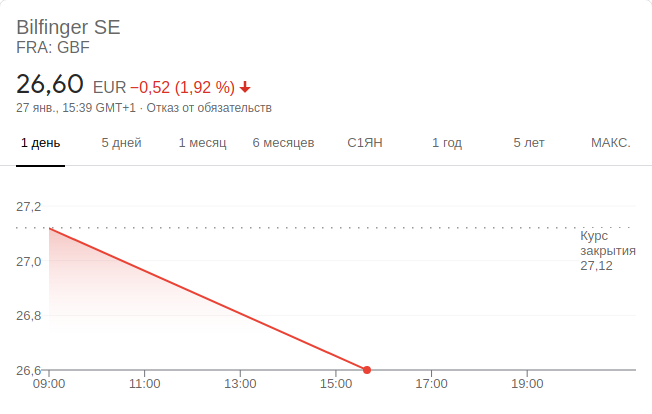 Bilfinger SE
FRA: GBF
26,60 EUR −0,52 (1,92 %)
27 янв., 15:39 GMT+1 · Отказ от обязательств
1 день 5 дней 1 месяц 6 месяцев С1ЯН 1 год 5 лет МАКС.
27,2
Курс
закрытия
27,12
27,0
26,8
26,6
09:00 11:00 13:00 15:00 17:00 19:00